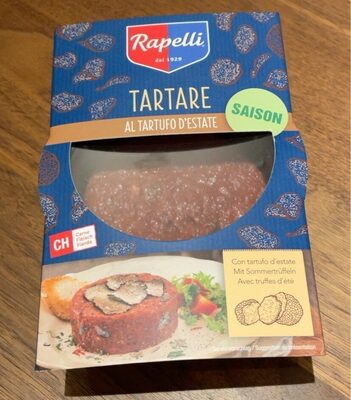 Rapelli
dal 1929
TARTARE
AL TARTUFO D'ESTATE
SAISON
CH
Carne
Fleisch
Viande
Con tartufo d'estate
Mit Sommertrüffeln
Avec truffes d'été